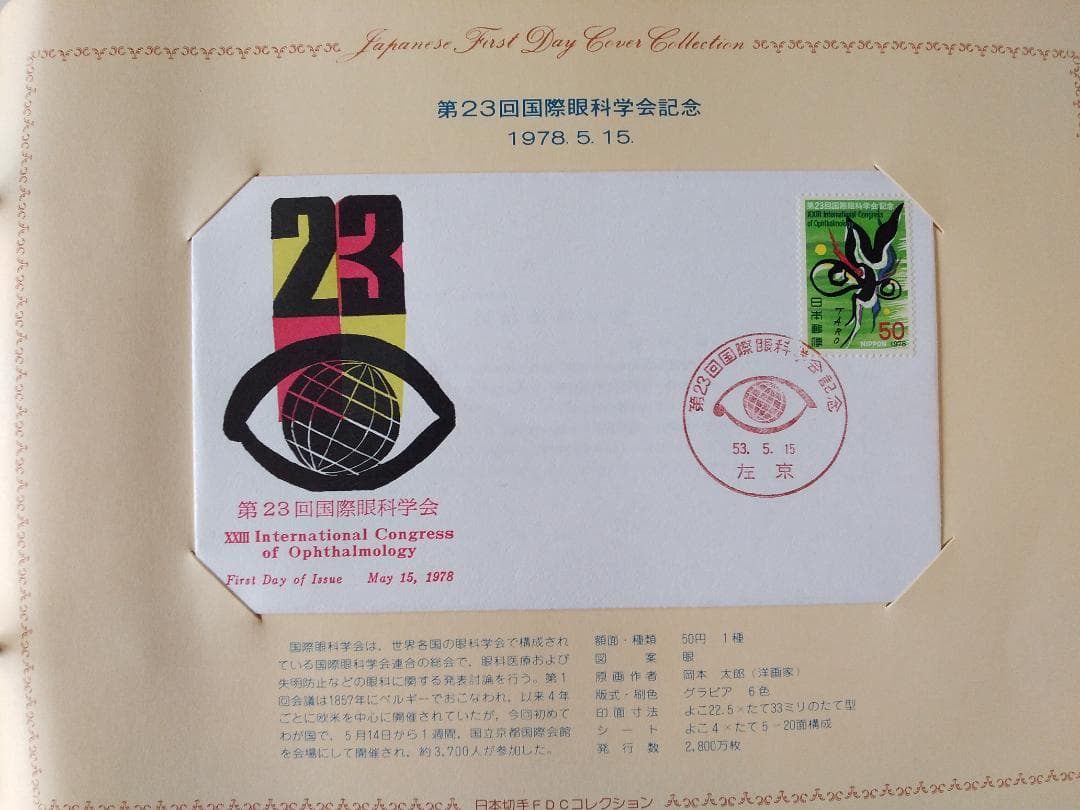 Japanese First Day Cover Collection
第23回国際眼科学会記念
1978. 5. 15.
23
第23回国際眼科学会記念
XXIII International Congress
of Ophthalmology
日本郵便
TARO
50
NIPPON 1978
第23回国際眼科学会記念
53. 5. 15
左京
第23回国際眼科学会
XXIII International Congress
of Ophthalmology
First Day of Issue May 15, 1978
国際眼科学会は、世界各国の眼科学会で構成され
ている国際眼科学会連合の総会で、眼科医療および
失明防止などの眼科に関する発表討論を行う。第1
回会議は1857年にベルギーでおこなわれ、以来4年
ごとに欧米を中心に開催されていたが、今回初めて
わが国で、5月14日から1週間、国立京都国際会館
を会場にして開催され、約3,700人が参加した。
額面・種類 50円 1種
図案 眼
原画作者 岡本 太郎(洋画家)
版式・刷色 グラビア 6色
印面寸法 よこ22.5×たて33ミリのたて型
シート よこ4×たて5-20面構成
発行数 2,800万枚
日本切手FDCコレクション